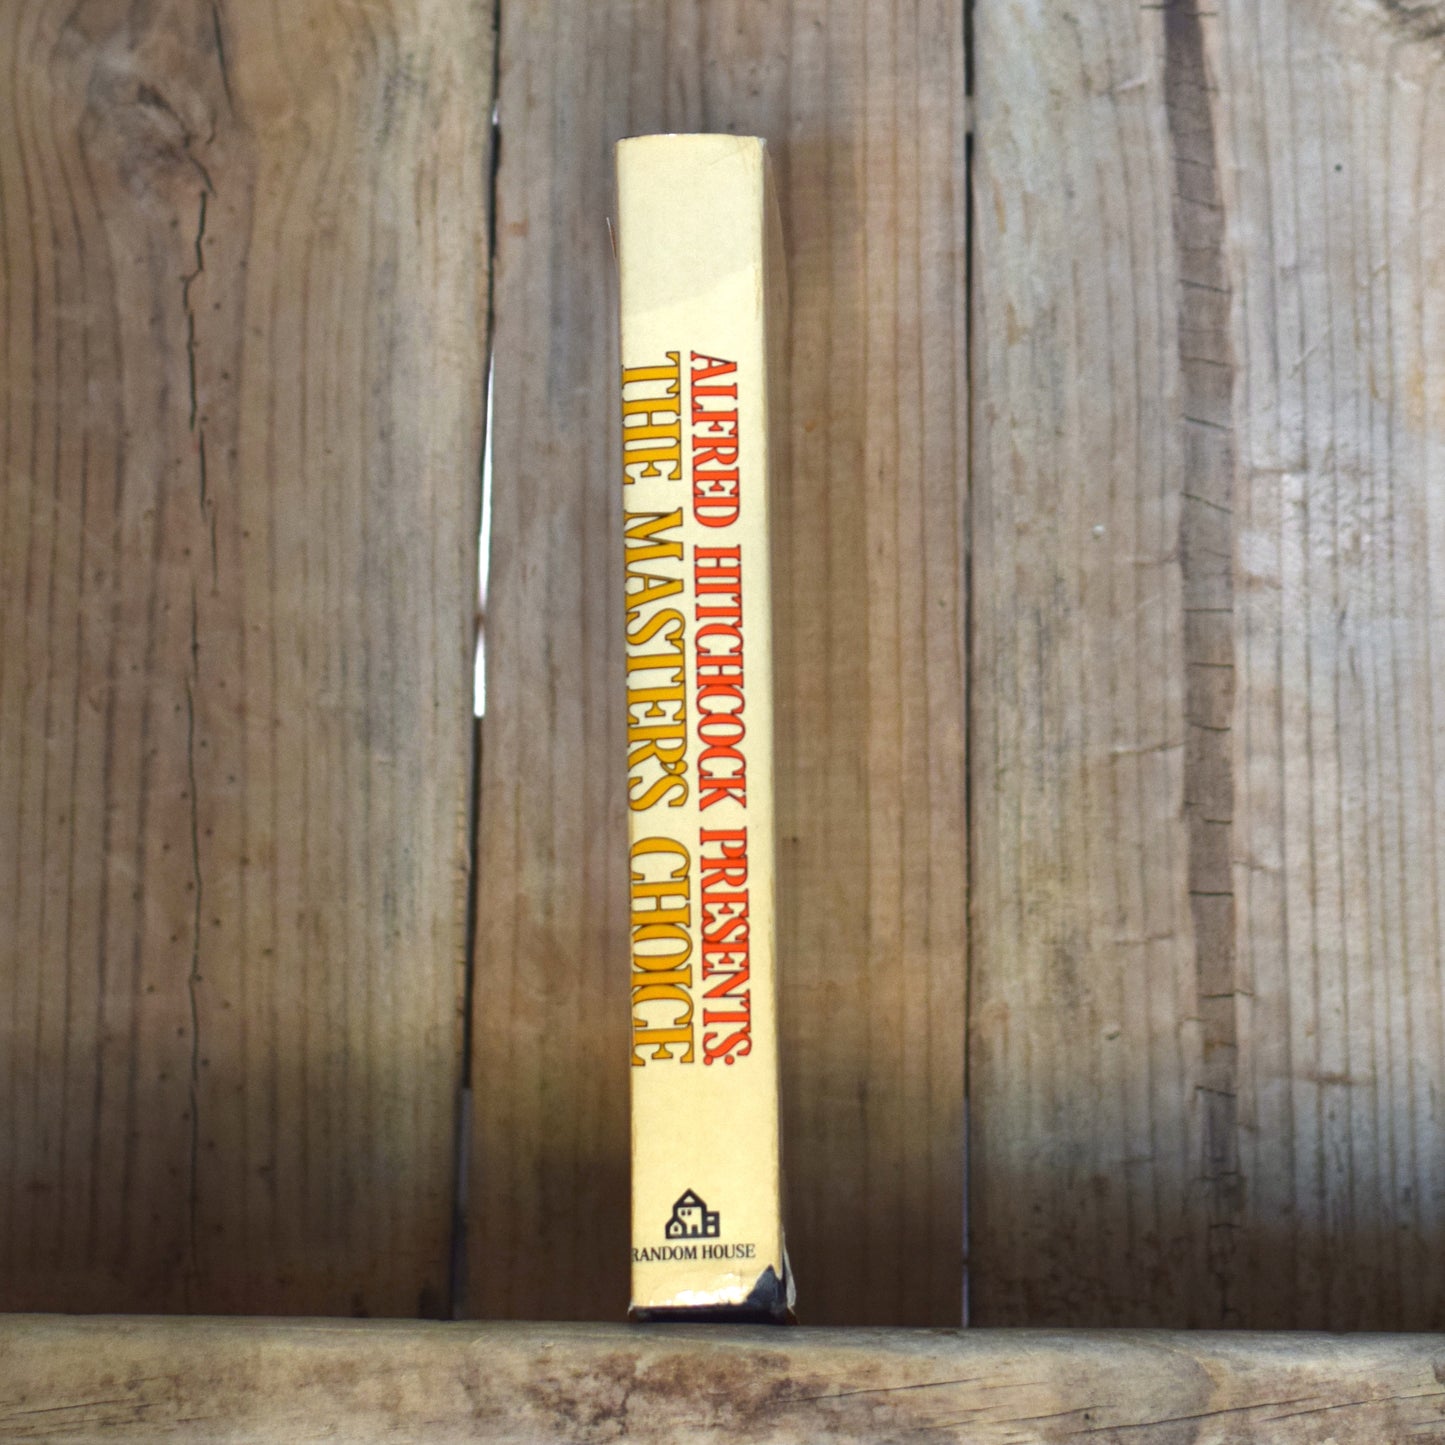 ALFRED HITCHCOCK PRESENTS:
THE MASTER'S CHOICE
RANDOM HOUSE